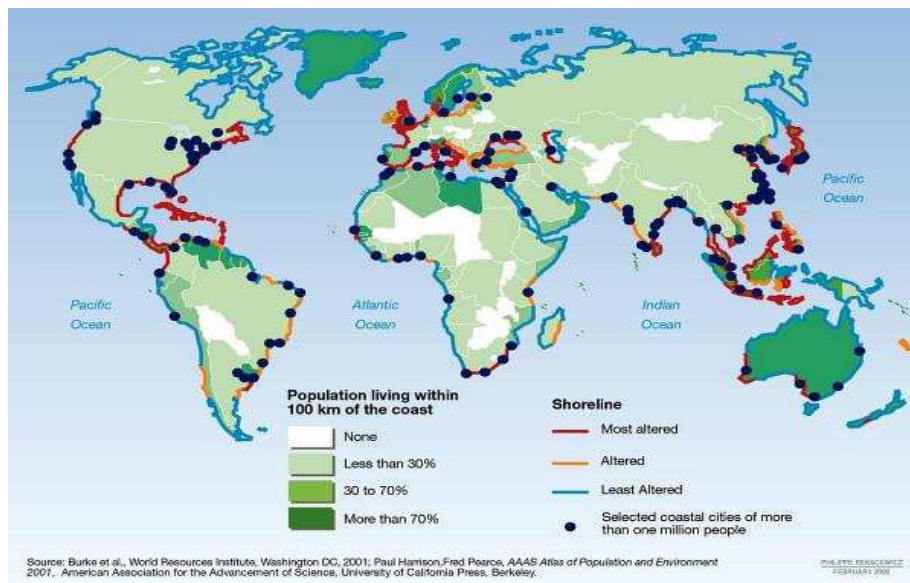 Pacific
Ocean
Pacific
Ocean
Atlantic
Ocean
Indian
Ocean
Population living within
100 km of the coast
None
Less than 30%
30 to 70%
More than 70%
Shoreline
Most altered
Altered
Least Altered
Selected coastal cities of more
than one million people
Source: Burke et al., World Resources Institute, Washington DC, 2001; Paul Harrison,Fred Pearce, AAAS Atlas of Population and Environment
2001, American Association for the Advancement of Science, University of California Press, Berkeley.
PHILIPPE REKACEWICZ